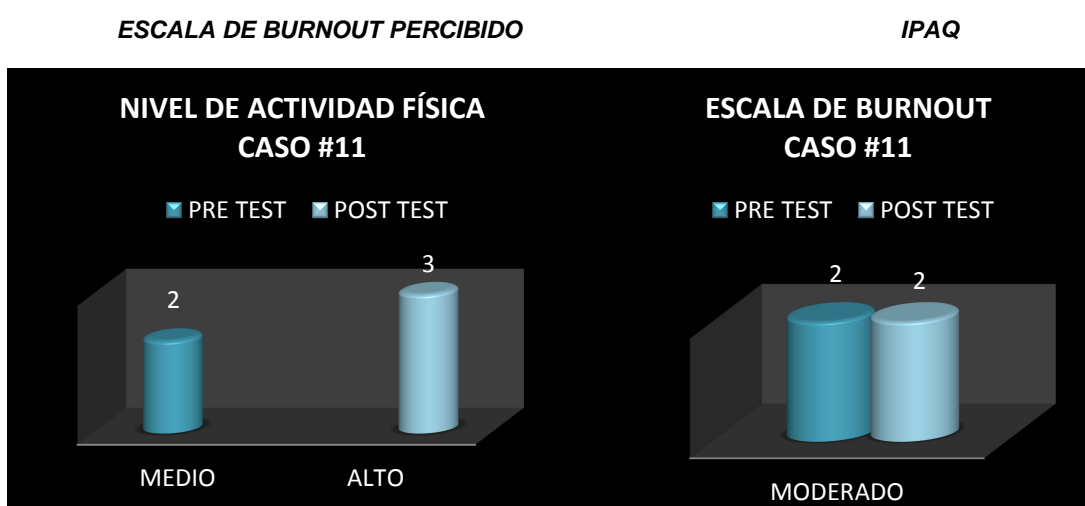 ESCALA DE BURNOUT PERCIBIDO
IPAQ
NIVEL DE ACTIVIDAD FÍSICA
CASO #11
PRE TEST POST TEST
2
3
MEDIO ALTO
ESCALA DE BURNOUT
CASO #11
PRE TEST POST TEST
2 2
MODERADO